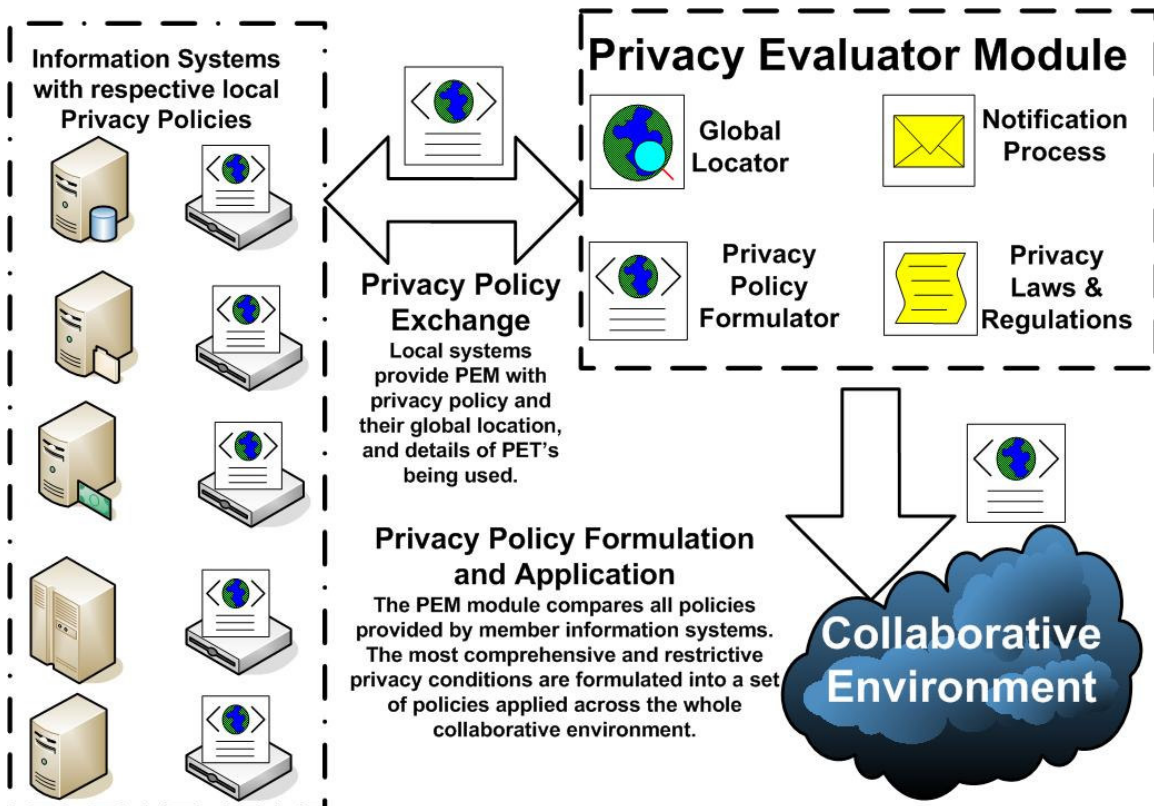 Information Systems
with respective local
Privacy Policies
Privacy Policy
Exchange
Local systems
provide PEM with
privacy policy and
their global location,
and details of PET's
being used.
Privacy Evaluator Module
Global
Locator
Notification
Process
Privacy
Policy
Formulator
Privacy
Laws &
Regulations
Privacy Policy Formulation
and Application
The PEM module compares all policies
provided by member information systems.
The most comprehensive and restrictive
privacy conditions are formulated into a set
of policies applied across the whole
collaborative environment.
Collaborative
Environment